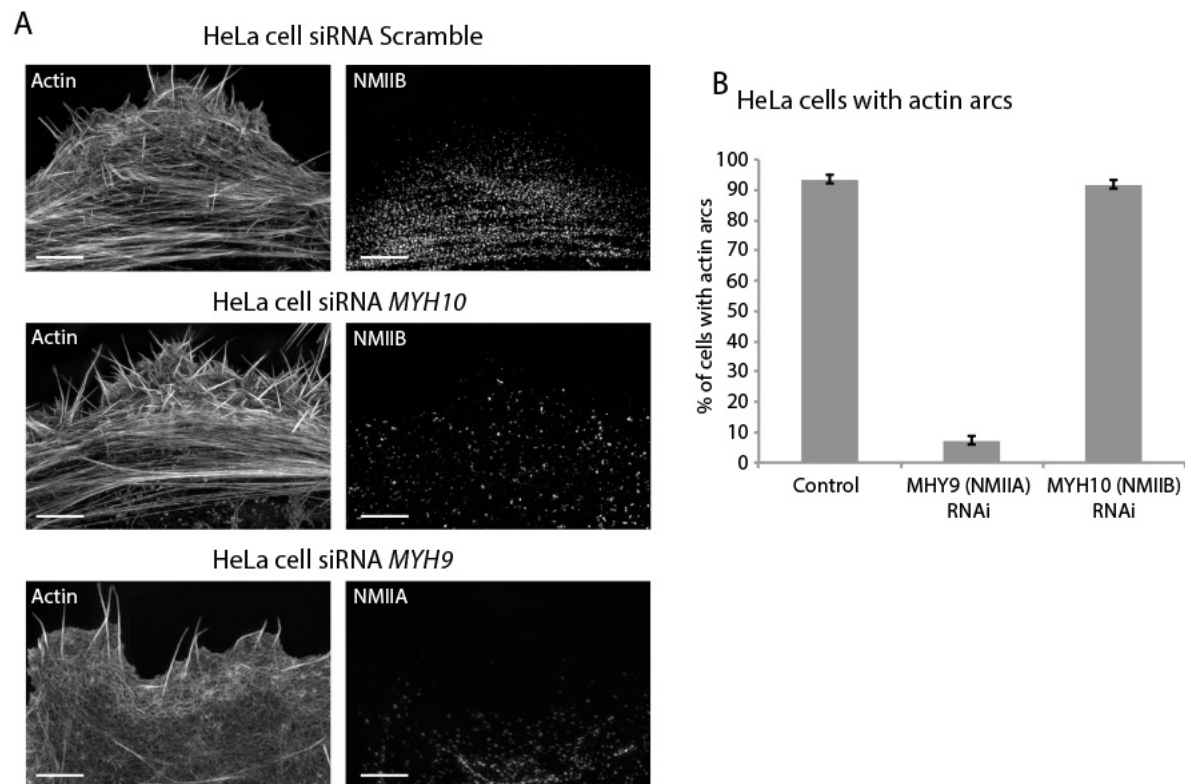 A
HeLa cell siRNA Scramble
Actin
NMIIB
HeLa cell siRNA MYH10
Actin
NMIIB
HeLa cell siRNA MYH9
Actin
NMIIA
B HeLa cells with actin arcs
% of cells with actin arcs
100
90
80
70
60
50
40
30
20
10
0
Control
MHY9 (NMIIA)
RNAi
MYH10 (NMIIB)
RNAi